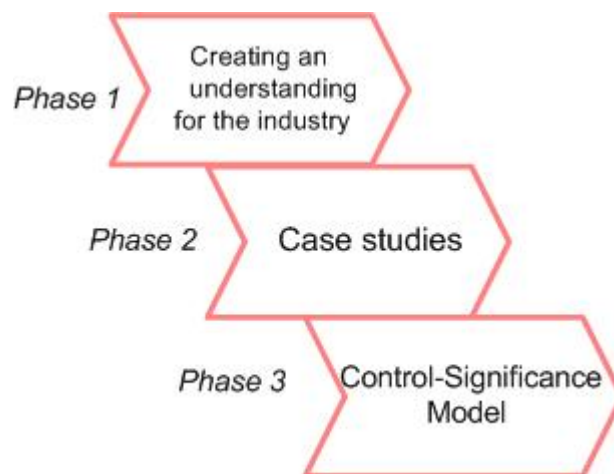 Creating an
understanding
Phase 1
for the industry
Phase 2
Case studies
Phase 3
Control-Significance
Model